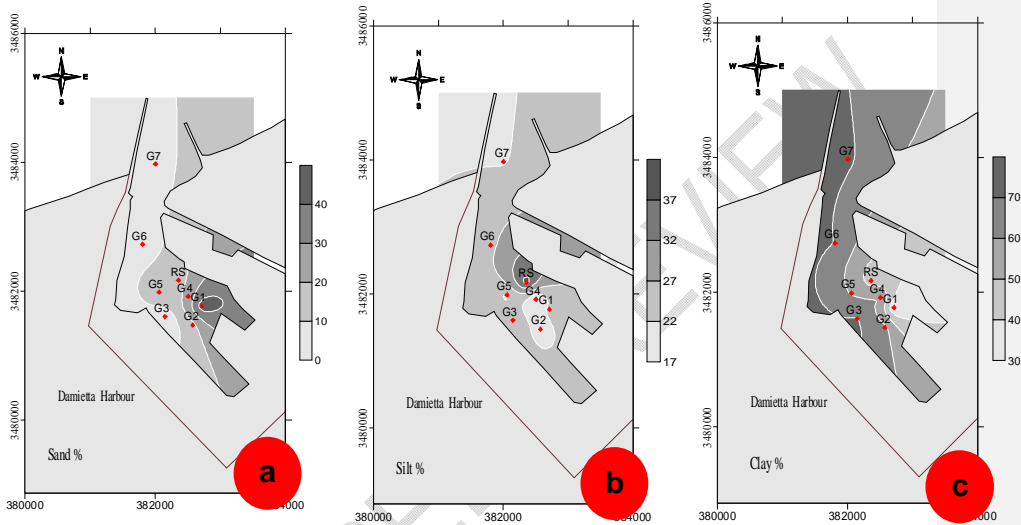 3486000
3484000
3482000
3480000
N
W E
S
G7
G6
RS
G5
G4
G1
G3
G2
Damietta Harbour
Sand %
40
30
20
10
0
a
380000
382000
384000
3486000
3484000
3482000
3480000
N
W E
S
G7
G6
RS
G5
G4
G1
G3
G2
Damietta Harbour
Silt %
37
32
27
22
17
b
380000
382000
3486000
3484000
3482000
3480000
N
W E
S
G7
G6
RS
G5
G4
G1
G3
G2
Damietta Harbour
Clay %
70
60
50
40
30
c
380000
382000